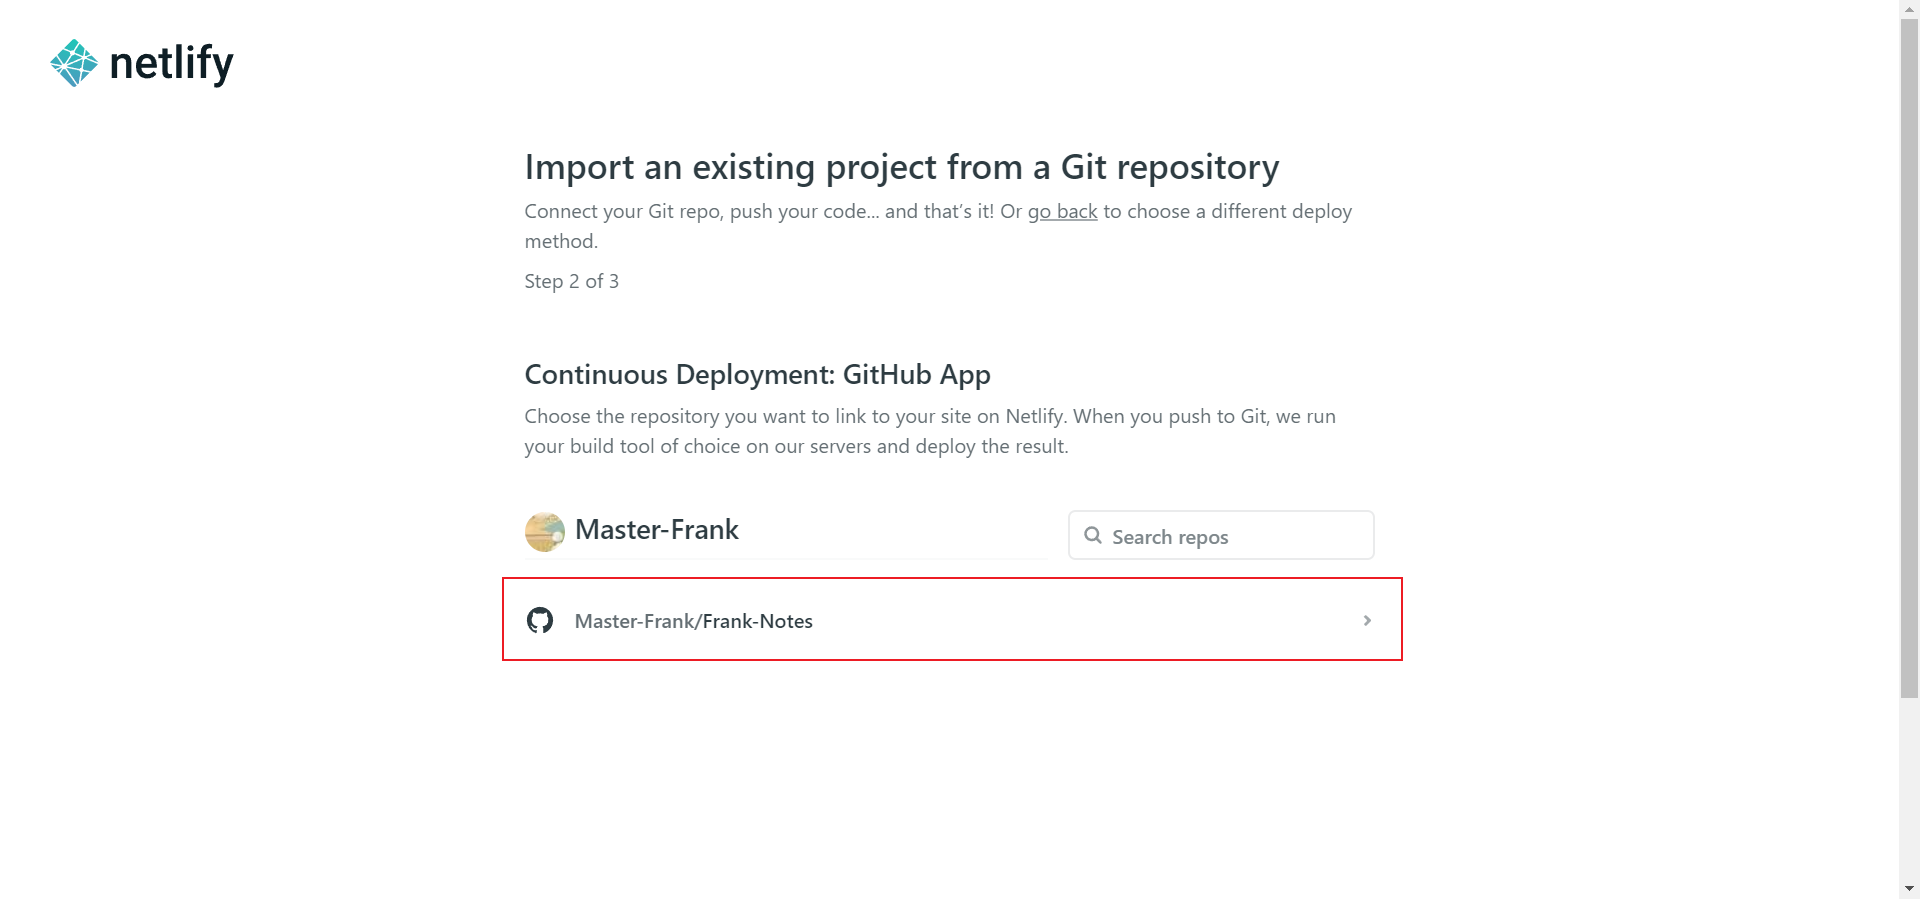 netlify
Import an existing project from a Git repository
Connect your Git repo, push your code... and that’s it! Or go back to choose a different deploy
method.
Step 2 of 3
Continuous Deployment: GitHub App
Choose the repository you want to link to your site on Netlify. When you push to Git, we run
your build tool of choice on our servers and deploy the result.
Master-Frank
Search repos
Master-Frank/Frank-Notes